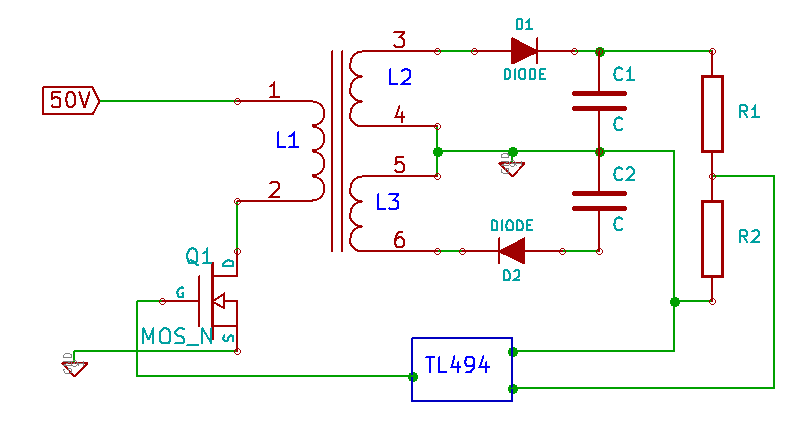 D1
3
DIODE
L2
C1
50V
1
R1
4
C
L1
GND
5
C2
2
L3
6
DIODE
C
R2
Q1
D
D2
G
MOS_N
S
GND
TL494